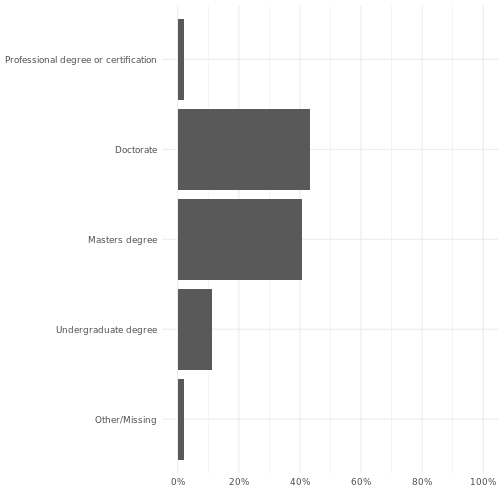 Professional degree or certification
Doctorate
Masters degree
Undergraduate degree
Other/Missing
0% 20% 40% 60% 80% 100%